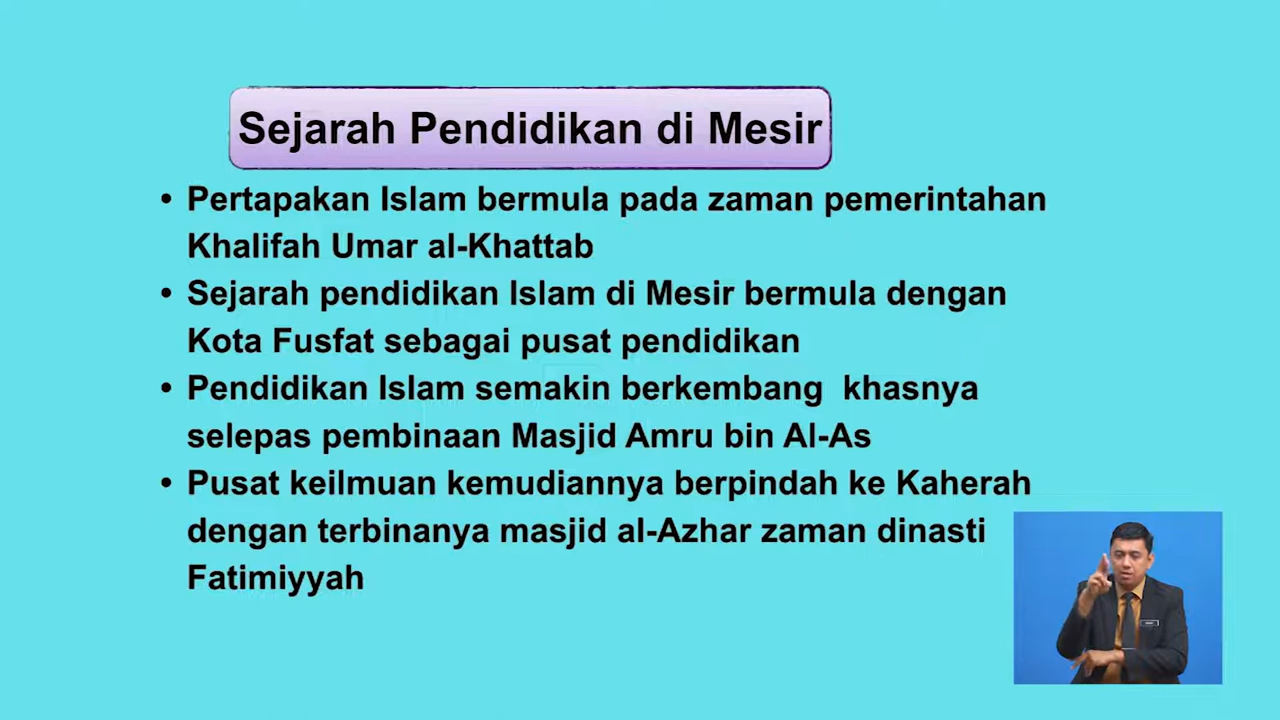 Sejarah Pendidikan di Mesir
• Pertapakan Islam bermula pada zaman pemerintahan
Khalifah Umar al-Khattab
• Sejarah pendidikan Islam di Mesir bermula dengan
Kota Fusfat sebagai pusat pendidikan
• Pendidikan Islam semakin berkembang  khasnya
selepas pembinaan Masjid Amru bin Al-As
• Pusat keilmuan kemudiannya berpindah ke Kaherah
dengan terbinanya masjid al-Azhar zaman dinasti
Fatimiyyah